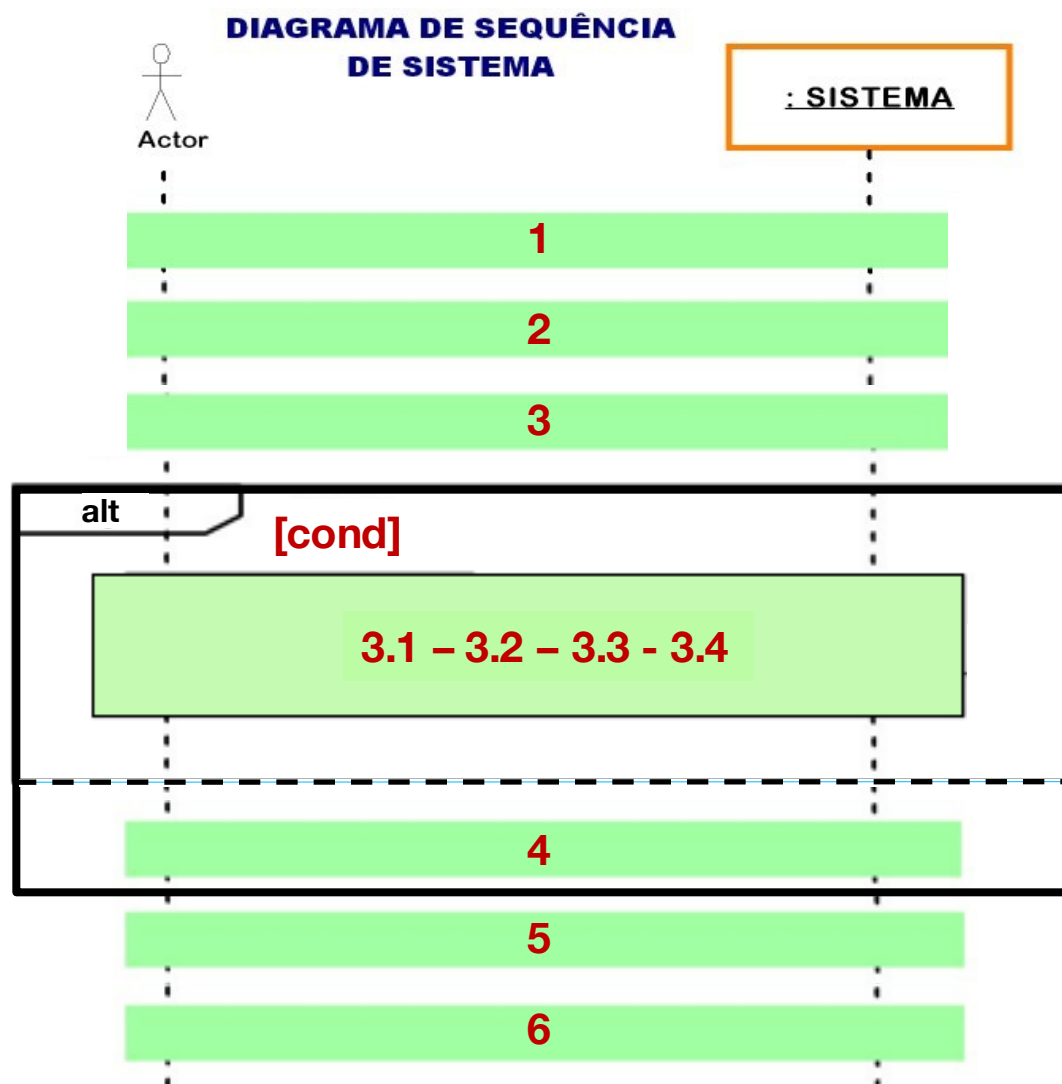 DIAGRAMA DE SEQUÊNCIA
DE SISTEMA
: SISTEMA
Actor
1
2
3
alt
[cond]
3.1 – 3.2 – 3.3 - 3.4
4
5
6